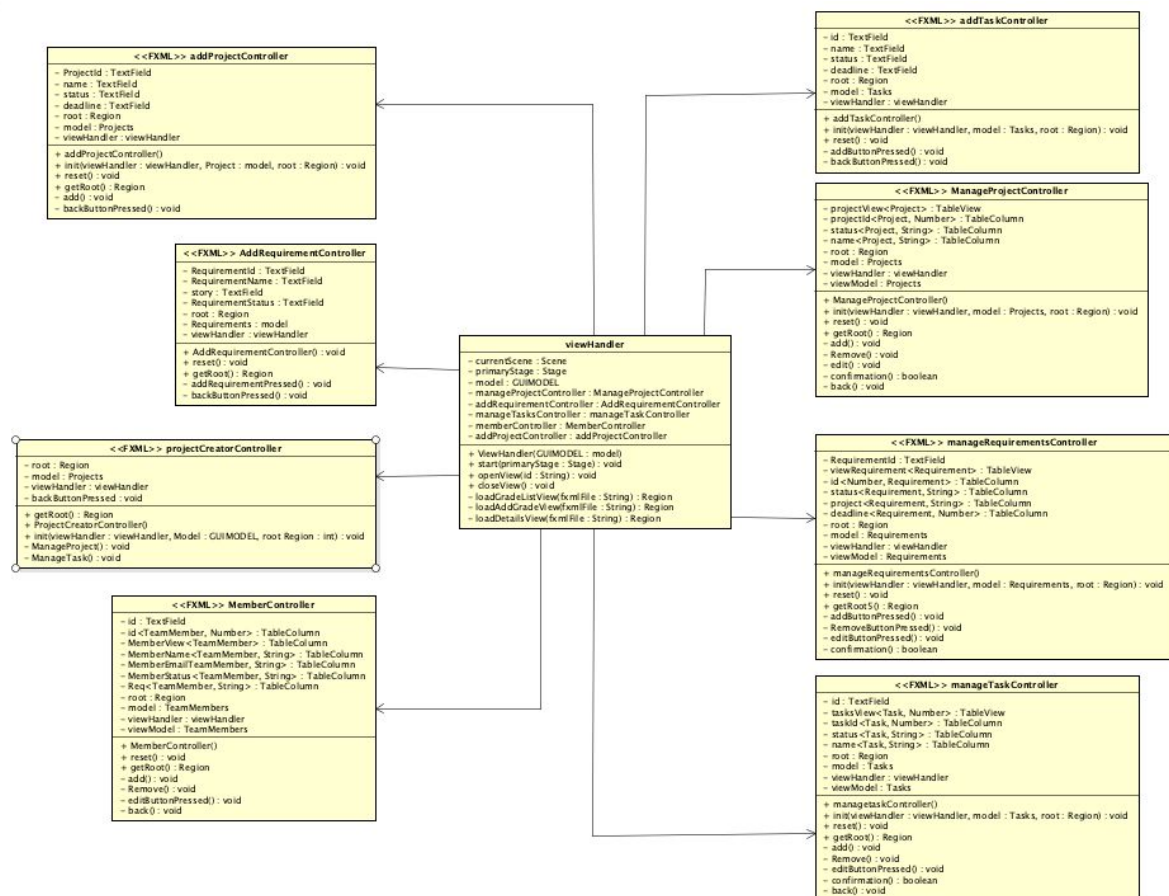 <<FXML>> addProjectController
- ProjectId : TextField
- name : TextField
- status : TextField
- deadline : TextField
- root : Region
- model : Projects
- viewHandler : viewHandler
+ addProjectController()
+ init(viewHandler : viewHandler, Project : model, root : Region) : void
+ reset() : void
+ getRoot() : Region
- add() : void
- backButtonPressed() : void
<<FXML>> AddRequirementController
- RequirementId : TextField
- RequirementName : TextField
- story : TextField
- RequirementStatus : TextField
- root : Region
- Requirements : model
- viewHandler : viewHandler
+ AddRequirementController() : void
+ reset() : void
+ getRoot() : Region
- addRequirementPressed() : void
- backButtonPressed() : void
<<FXML>> projectCreatorController
- root : Region
- model : Projects
- viewHandler : viewHandler
- backButtonPressed : void
+ getRoot() : Region
+ ProjectCreatorController()
+ init(viewHandler : viewHandler, Model : GUIMODEL, root Region : int) : void
- ManageProject() : void
- ManageTask() : void
<<FXML>> MemberController
- id : TextField
- id<TeamMember, Number> : TableColumn
- MemberView<TeamMember> : TableColumn
- MemberName<TeamMember, String> : TableColumn
- MemberEmailTeamMember, String> : TableColumn
- MemberStatus<TeamMember, String> : TableColumn
- Req<TeamMember, String> : TableColumn
- root : Region
- model : TeamMembers
- viewHandler : viewHandler
- viewModel : TeamMembers
+ MemberController()
+ reset() : void
+ getRoot() : Region
- add() : void
- Remove() : void
- editButtonPressed() : void
- back() : void
viewHandler
- currentScene : Scene
- primaryStage : Stage
- model : GUIMODEL
- manageProjectController : ManageProjectController
- addRequirementController : AddRequirementController
- manageTasksController : manageTaskController
- memberController : MemberController
- addProjectController : addProjectController
+ ViewHandler(GUIMODEL : model)
+ start(primaryStage : Stage) : void
+ openView(id : String) : void
+ closeView() : void
- loadGradeListView(fxmlFile : String) : Region
- loadAddGradeView(fxmlFile : String) : Region
- loadDetailsView(fxmlFile : String) : Region
<<FXML>> addTaskController
- id : TextField
- name : TextField
- status : TextField
- deadline : TextField
- root : Region
- model : Tasks
- viewHandler : viewHandler
+ addTaskController()
+ init(viewHandler : viewHandler, model : Tasks, root : Region) : void
+ reset() : void
- addButtonPressed() : void
- backButtonPressed() : void
<<FXML>> ManageProjectController
- projectView<Project> : TableView
- projectId<Project, Number> : TableColumn
- status<Project, String> : TableColumn
- name<Project, String> : TableColumn
- root : Region
- model : Projects
- viewHandler : viewHandler
- viewModel : Projects
+ ManageProjectController()
+ init(viewHandler : viewHandler, model : Projects, root : Region) : void
+ reset() : void
+ getRoot() : Region
- add() : void
- Remove() : void
- edit() : void
- confirmation() : boolean
- back() : void
<<FXML>> manageRequirementsController
- RequirementId : TextField
- viewRequirement<Requirement> : TableView
- id<Number, Requirement> : TableColumn
- status<Requirement, String> : TableColumn
- project<Requirement, String> : TableColumn
- deadline<Requirement, Number> : TableColumn
- root : Region
- model : Requirements
- viewHandler : viewHandler
- viewModel : Requirements
+ manageRequirementsController()
+ init(viewHandler : viewHandler, model : Requirements, root : Region) : void
+ reset() : void
+ getRootS() : Region
- addButtonPressed() : void
- RemoveButtonPressed() : void
- editButtonPressed() : void
- confirmation() : boolean
<<FXML>> manageTaskController
- id : TextField
- tasksView<Task, Number> : TableView
- taskId<Task, Number> : TableColumn
- status<Task, String> : TableColumn
- name<Task, String> : TableColumn
- root : Region
- model : Tasks
- viewHandler : viewHandler
- viewModel : Tasks
+ managetaskController()
+ init(viewHandler : viewHandler, model : Tasks, root : Region) : void
+ reset() : void
+ getRoot() : Region
- add() : void
- Remove() : void
- editButtonPressed() : void
- confirmation() : boolean
- back() : void